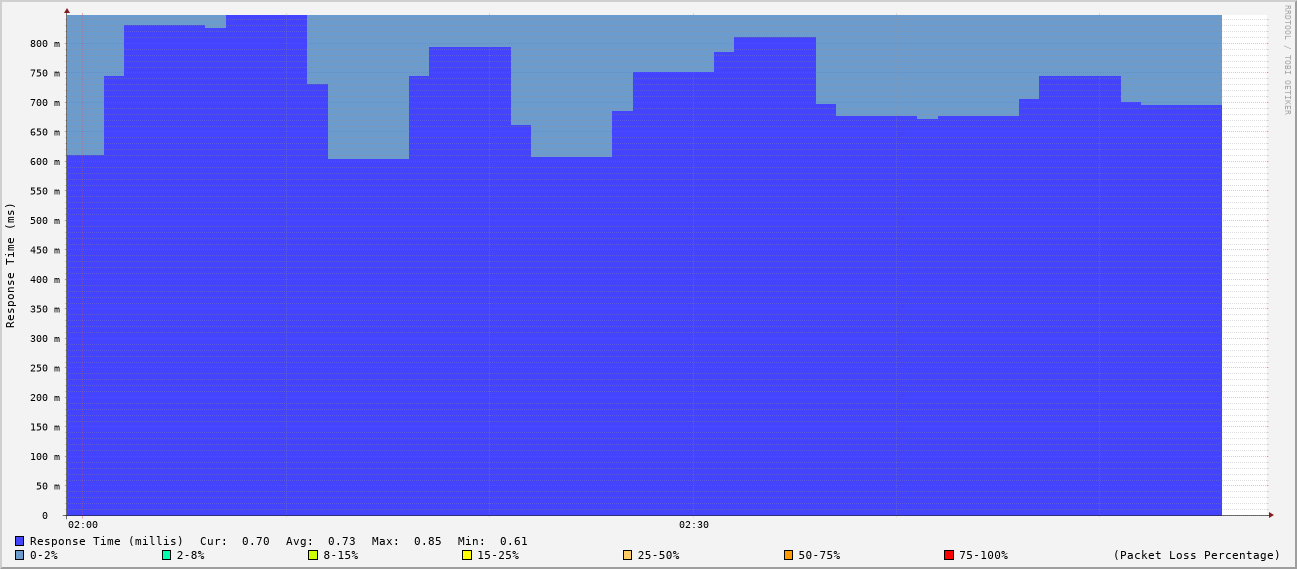 RRDTOOL / TOBI OETIKER
Response Time (ms)
800 m
750 m
700 m
650 m
600 m
550 m
500 m
450 m
400 m
350 m
300 m
250 m
200 m
150 m
100 m
50 m
0
02:00 02:30
Response Time (millis) Cur: 0.70 Avg: 0.73 Max: 0.85 Min: 0.61
0-2% 2-8% 8-15% 15-25% 25-50% 50-75% 75-100% (Packet Loss Percentage)